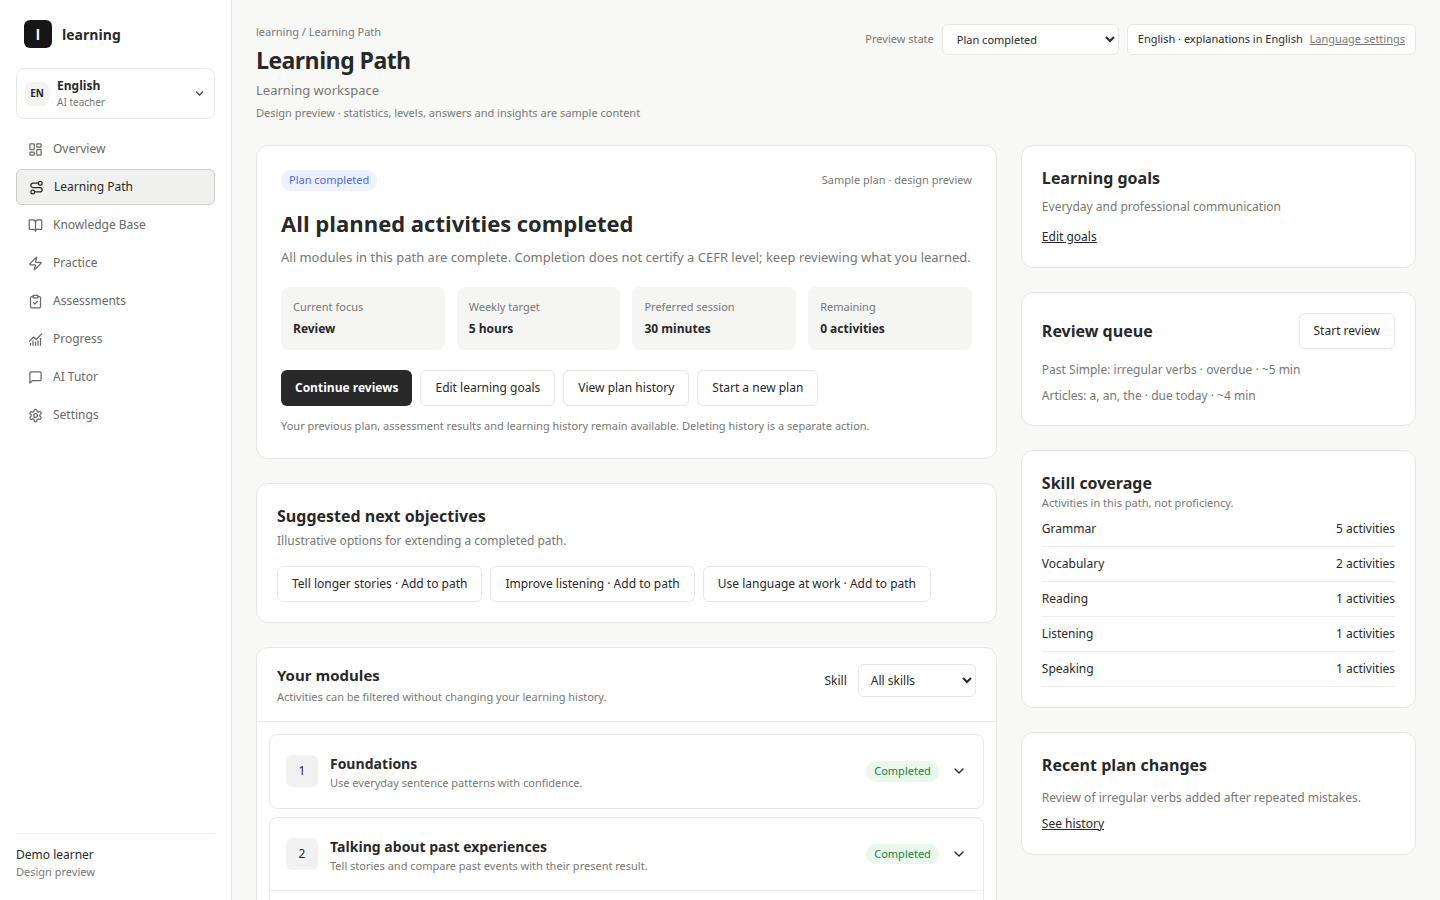 l learning
EN English
AI teacher
Overview
Learning Path
Knowledge Base
Practice
Assessments
Progress
AI Tutor
Settings
Demo learner
Design preview
learning / Learning Path
Learning Path
Learning workspace
Design preview · statistics, levels, answers and insights are sample content
Preview state Plan completed English · explanations in English Language settings
Plan completed Sample plan · design preview
All planned activities completed
All modules in this path are complete. Completion does not certify a CEFR level; keep reviewing what you learned.
Current focus
Review
Weekly target
5 hours
Preferred session
30 minutes
Remaining
0 activities
Continue reviews Edit learning goals View plan history Start a new plan
Your previous plan, assessment results and learning history remain available. Deleting history is a separate action.
Suggested next objectives
Illustrative options for extending a completed path.
Tell longer stories · Add to path Improve listening · Add to path Use language at work · Add to path
Your modules
Activities can be filtered without changing your learning history.
Skill All skills
1 Foundations
Use everyday sentence patterns with confidence.
Completed
2 Talking about past experiences
Tell stories and compare past events with their present result.
Completed
Learning goals
Everyday and professional communication
Edit goals
Review queue Start review
Past Simple: irregular verbs · overdue · ~5 min
Articles: a, an, the · due today · ~4 min
Skill coverage
Activities in this path, not proficiency.
Grammar 5 activities
Vocabulary 2 activities
Reading 1 activities
Listening 1 activities
Speaking 1 activities
Recent plan changes
Review of irregular verbs added after repeated mistakes.
See history